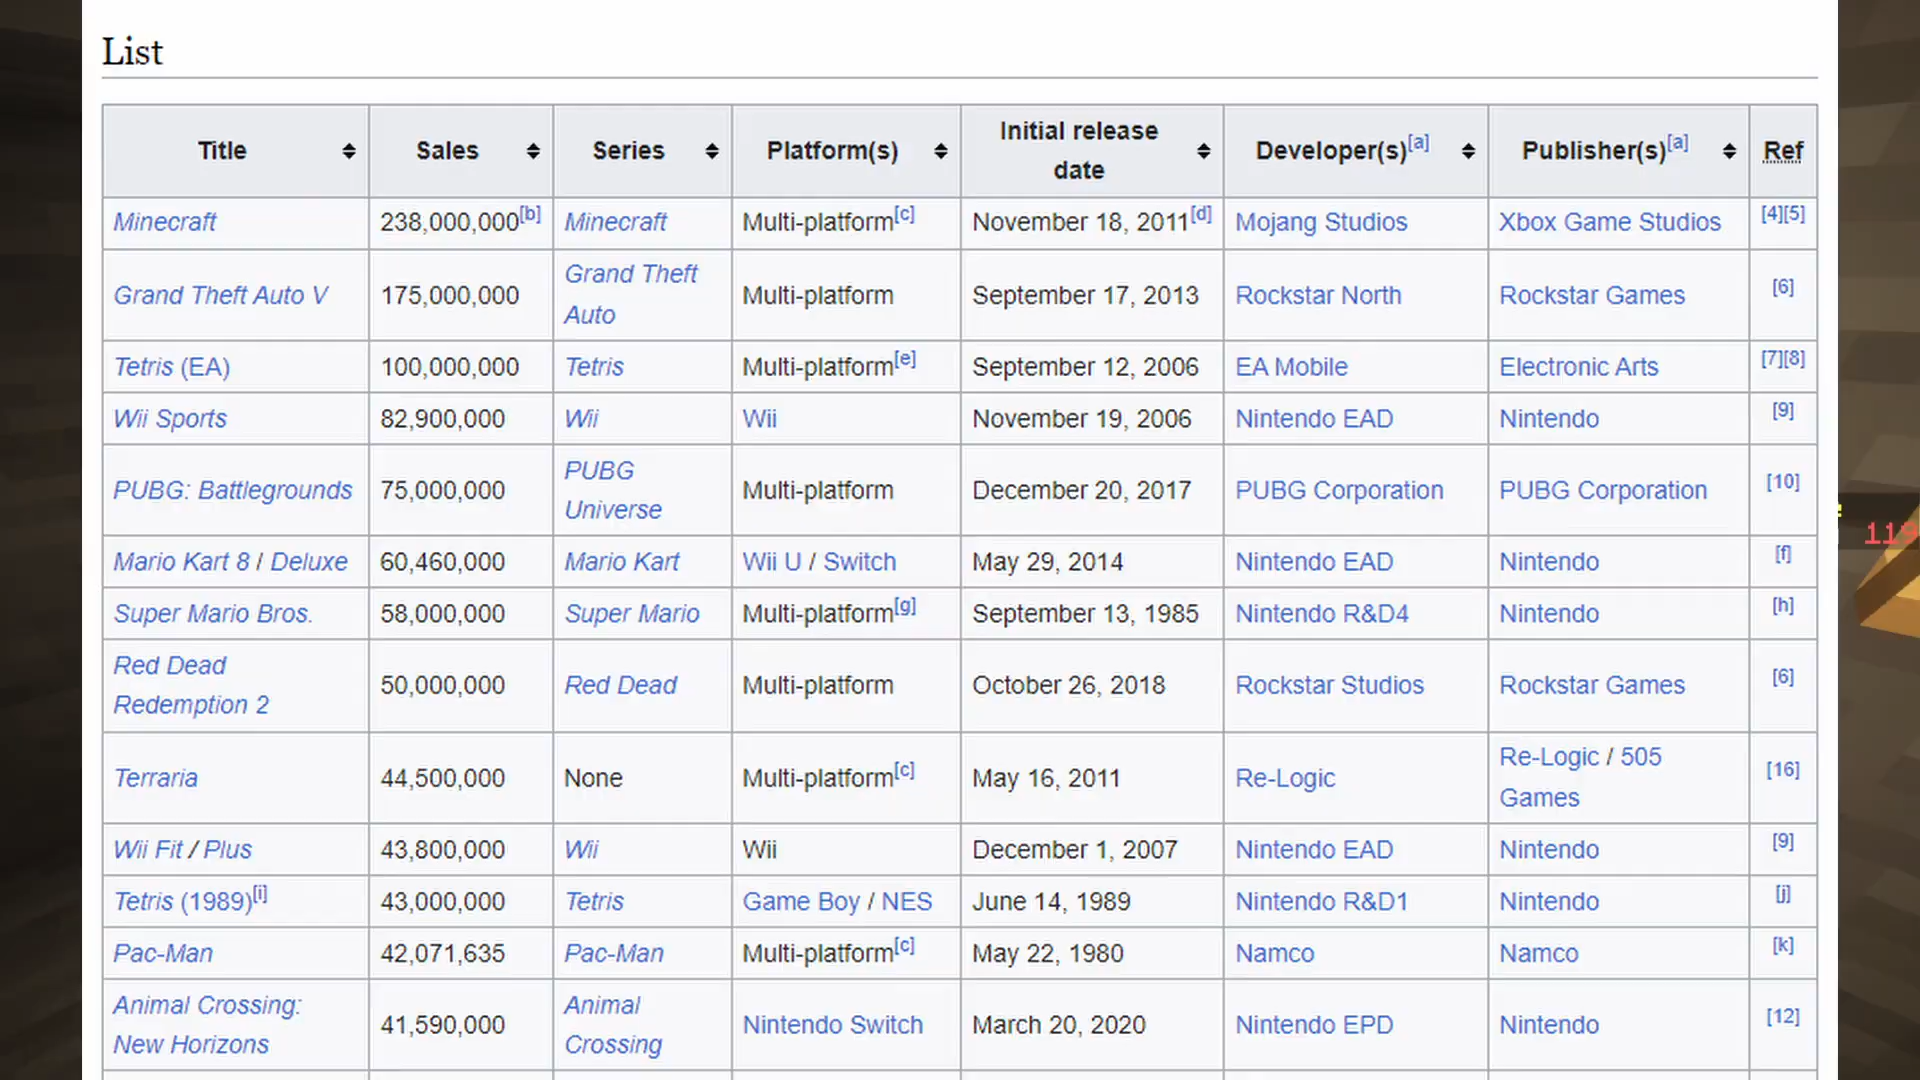 List
Title Sales Series Platform(s) Initial release date Developer(s)[a] Publisher(s)[a] Ref
Minecraft 238,000,000[b] Minecraft Multi-platform[c] November 18, 2011[d] Mojang Studios Xbox Game Studios [4][5]
Grand Theft Auto V 175,000,000 Grand Theft Auto Multi-platform September 17, 2013 Rockstar North Rockstar Games [6]
Tetris (EA) 100,000,000 Tetris Multi-platform[e] September 12, 2006 EA Mobile Electronic Arts [7][8]
Wii Sports 82,900,000 Wii Wii November 19, 2006 Nintendo EAD Nintendo [9]
PUBG: Battlegrounds 75,000,000 PUBG Universe Multi-platform December 20, 2017 PUBG Corporation PUBG Corporation [10]
Mario Kart 8 / Deluxe 60,460,000 Mario Kart Wii U / Switch May 29, 2014 Nintendo EAD Nintendo [f]
Super Mario Bros. 58,000,000 Super Mario Multi-platform[g] September 13, 1985 Nintendo R&D4 Nintendo [h]
Red Dead Redemption 2 50,000,000 Red Dead Multi-platform October 26, 2018 Rockstar Studios Rockstar Games [6]
Terraria 44,500,000 None Multi-platform[c] May 16, 2011 Re-Logic Re-Logic / 505 Games [16]
Wii Fit / Plus 43,800,000 Wii Wii December 1, 2007 Nintendo EAD Nintendo [9]
Tetris (1989)[i] 43,000,000 Tetris Game Boy / NES June 14, 1989 Nintendo R&D1 Nintendo [j]
Pac-Man 42,071,635 Pac-Man Multi-platform[c] May 22, 1980 Namco Namco [k]
Animal Crossing: New Horizons 41,590,000 Animal Crossing Nintendo Switch March 20, 2020 Nintendo EPD Nintendo [12]
119